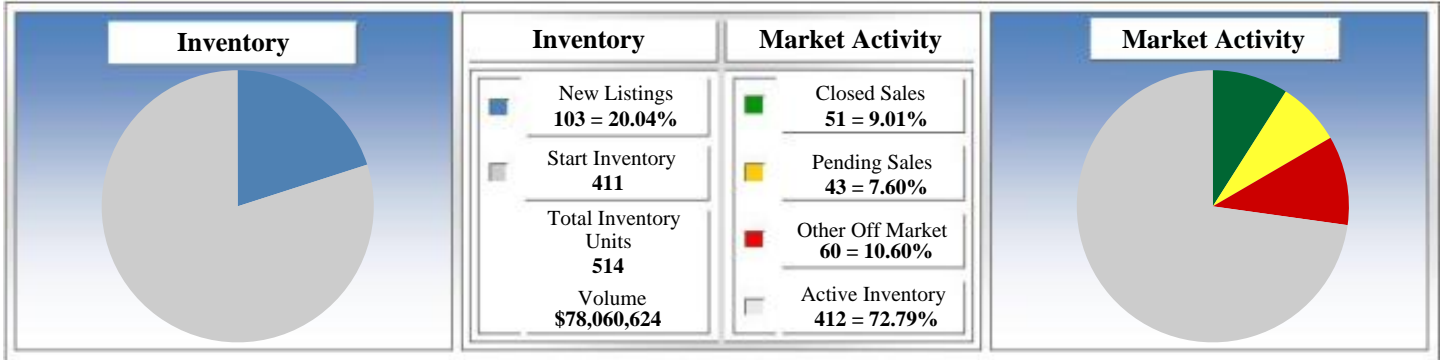 Inventory
Inventory
New Listings
103 = 20.04%
Start Inventory
411
Total Inventory
Units
514
Volume
$78,060,624
Market Activity
Closed Sales
51 = 9.01%
Pending Sales
43 = 7.60%
Other Off Market
60 = 10.60%
Active Inventory
412 = 72.79%
Market Activity